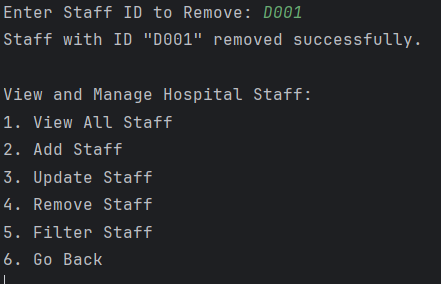 Enter Staff ID to Remove: D001
Staff with ID "D001" removed successfully.
View and Manage Hospital Staff:
1. View All Staff
2. Add Staff
3. Update Staff
4. Remove Staff
5. Filter Staff
6. Go Back